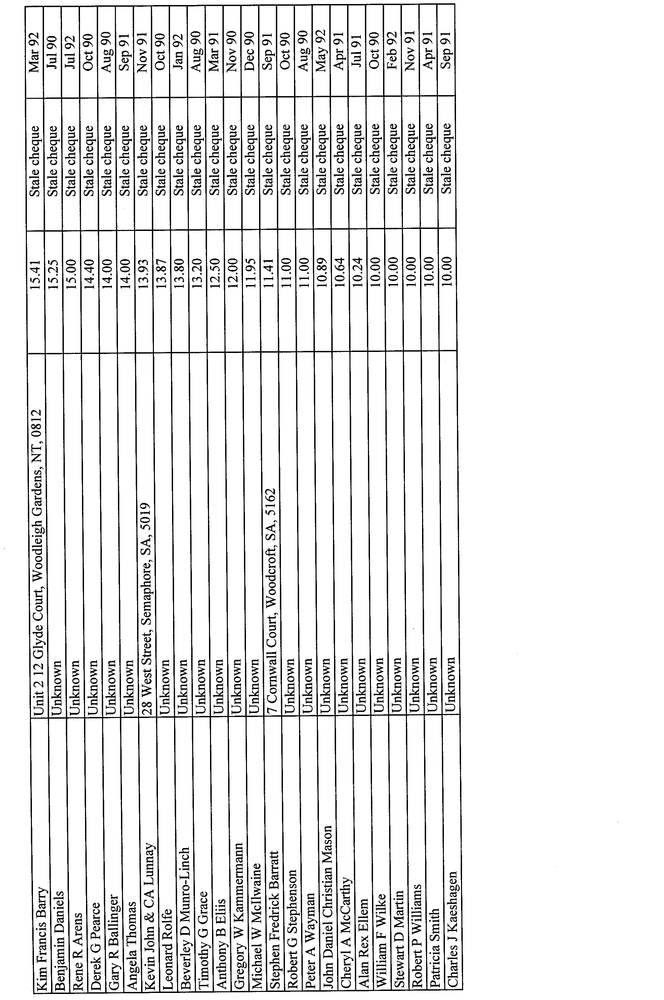 Kim Francis Barry Unit 2 12 Glyde Court, Woodleigh Gardens, NT, 0812 15.41 Stale cheque Mar 92
Benjamin Daniels Unknown 15.25 Stale cheque Jul 90
Rene R Arens Unknown 15.00 Stale cheque Jul 92
Derek G Pearce Unknown 14.40 Stale cheque Oct 90
Gary R Ballinger Unknown 14.00 Stale cheque Aug 90
Angela Thomas Unknown 14.00 Stale cheque Sep 91
Kevin John & CA Lunnay 28 West Street, Semaphore, SA, 5019 13.93 Stale cheque Nov 91
Leonard Rolfe Unknown 13.87 Stale cheque Oct 90
Beverley D Munro-Linch Unknown 13.80 Stale cheque Jan 92
Timothy G Grace Unknown 13.20 Stale cheque Aug 90
Anthony B Eliis Unknown 12.50 Stale cheque Mar 91
Gregory W Kammermann Unknown 12.00 Stale cheque Nov 90
Michael W McIlwaine Unknown 11.95 Stale cheque Dec 90
Stephen Fredrick Barratt 7 Cornwall Court, Woodcroft, SA, 5162 11.41 Stale cheque Sep 91
Robert G Stephenson Unknown 11.00 Stale cheque Oct 90
Peter A Wayman Unknown 11.00 Stale cheque Aug 90
John Daniel Christian Mason Unknown 10.89 Stale cheque May 92
Cheryl A McCarthy Unknown 10.64 Stale cheque Apr 91
Alan Rex Ellem Unknown 10.24 Stale cheque Jul 91
William F Wilke Unknown 10.00 Stale cheque Oct 90
Stewart D Martin Unknown 10.00 Stale cheque Feb 92
Robert P Williams Unknown 10.00 Stale cheque Nov 91
Patricia Smith Unknown 10.00 Stale cheque Apr 91
Charles J Kaeshagen Unknown 10.00 Stale cheque Sep 91